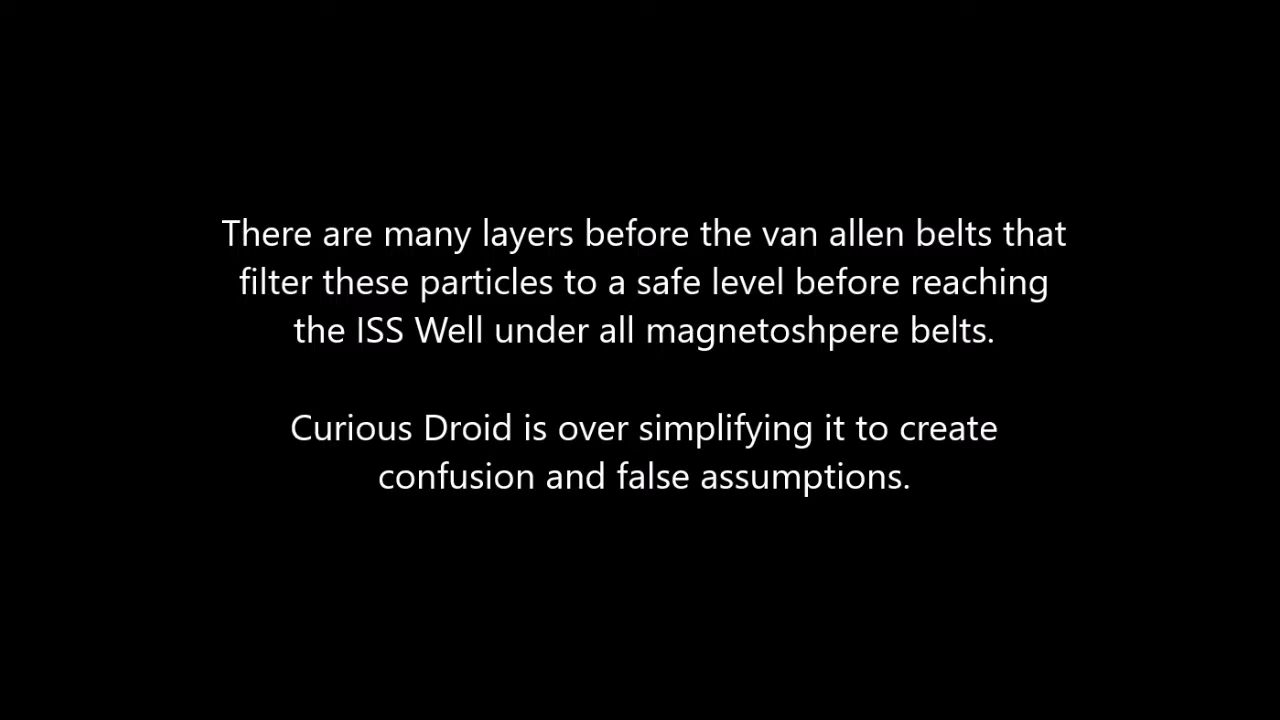 There are many layers before the van allen belts that
filter these particles to a safe level before reaching
the ISS Well under all magnetoshpere belts.
Curious Droid is over simplifying it to create
confusion and false assumptions.